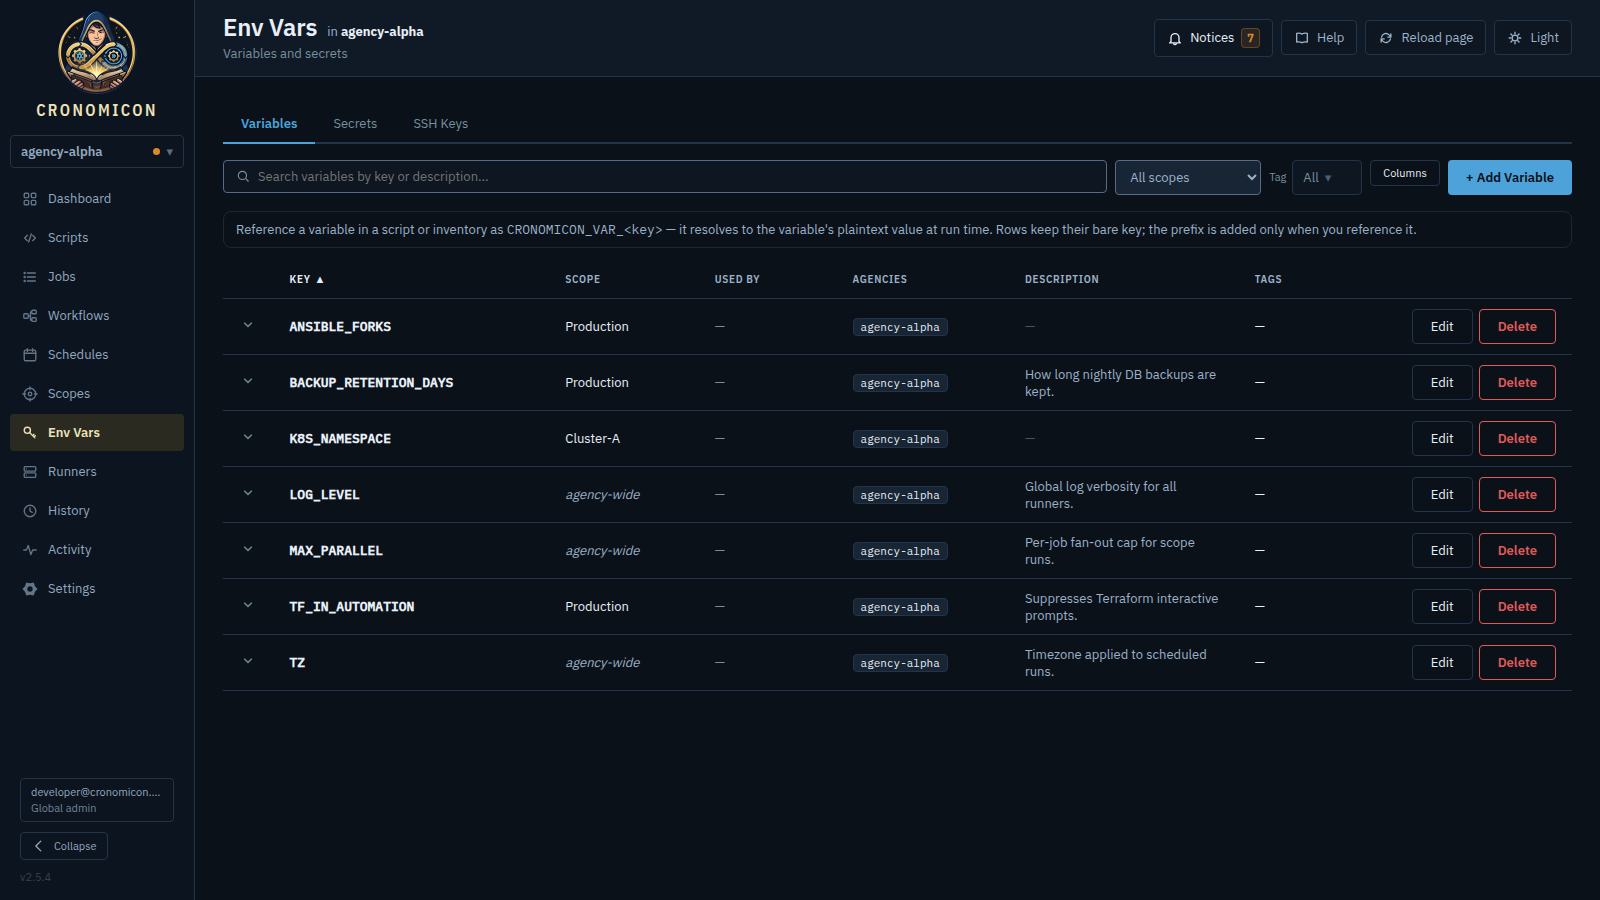 CRONOMICON
agency-alpha
Dashboard
Scripts
Jobs
Workflows
Schedules
Scopes
Env Vars
Runners
History
Activity
Settings
developer@cronomicon....
Global admin
Collapse
v2.5.4
Env Vars in agency-alpha
Variables and secrets
Notices 7
Help
Reload page
Light
Variables
Secrets
SSH Keys
Search variables by key or description...
All scopes
Tag
All
Columns
+ Add Variable
Reference a variable in a script or inventory as CRONOMICON_VAR_<key> — it resolves to the variable's plaintext value at run time. Rows keep their bare key; the prefix is added only when you reference it.
KEY ▲ SCOPE USED BY AGENCIES DESCRIPTION TAGS
ANSIBLE_FORKS Production — agency-alpha — — Edit Delete
BACKUP_RETENTION_DAYS Production — agency-alpha How long nightly DB backups are
kept. — Edit Delete
K8S_NAMESPACE Cluster-A — agency-alpha — — Edit Delete
LOG_LEVEL agency-wide — agency-alpha Global log verbosity for all
runners. — Edit Delete
MAX_PARALLEL agency-wide — agency-alpha Per-job fan-out cap for scope
runs. — Edit Delete
TF_IN_AUTOMATION Production — agency-alpha Suppresses Terraform interactive
prompts. — Edit Delete
TZ agency-wide — agency-alpha Timezone applied to scheduled
runs. — Edit Delete